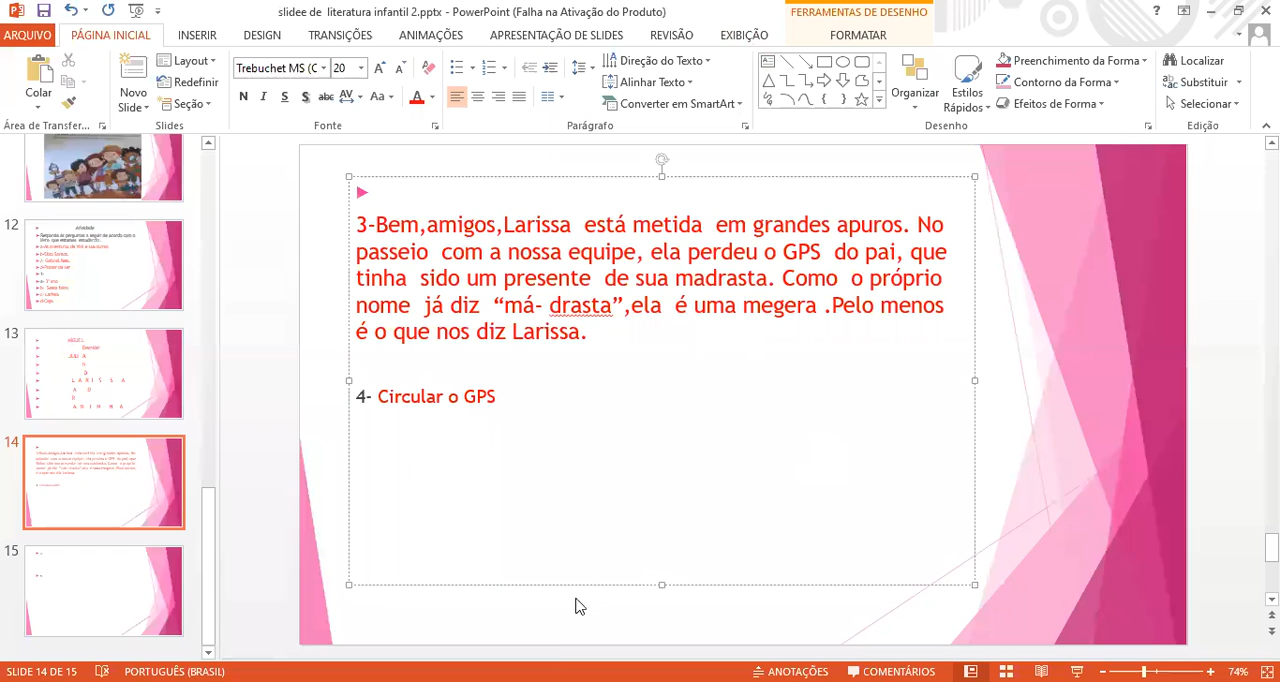 slidee de literatura infantil 2.pptx - PowerPoint (Falha na Ativação do Produto)
FERRAMENTAS DE DESENHO
ARQUIVO PÁGINA INICIAL INSERIR DESIGN TRANSIÇÕES ANIMAÇÕES APRESENTAÇÃO DE SLIDES REVISÃO EXIBIÇÃO FORMATAR
Colar
Novo
Slide
Layout
Redefinir
Seção
Trebuchet MS (C 20
N I S S abc AV Aa A
Direção do Texto
Alinhar Texto
Converter em SmartArt
Organizar
Estilos
Rápidos
Preenchimento da Forma
Contorno da Forma
Efeitos de Forma
Localizar
Substituir
Selecionar
Área de Transfer... Slides Fonte Parágrafo Desenho Edição
12
13
14
15
3-Bem,amigos,Larissa está metida em grandes apuros. No
passeio com a nossa equipe, ela perdeu o GPS do pai, que
tinha sido um presente de sua madrasta. Como o próprio
nome já diz “má- drasta”,ela é uma megera .Pelo menos
é o que nos diz Larissa.
4- Circular o GPS
SLIDE 14 DE 15 PORTUGUÊS (BRASIL) ANOTAÇÕES COMENTÁRIOS 74%